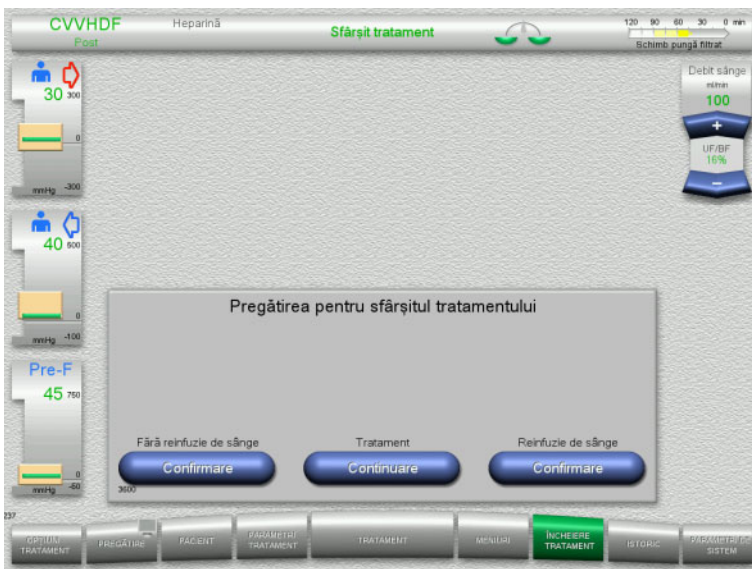 CVVHDF
Post
Heparină
Sfârșit tratament
120 90 60 30 0 min
Schimb pungă filtrat
30 300
0
mmHg -300
40 500
0
mmHg -100
Pre-F
45 750
0
mmHg -50
Debit sânge
ml/min
100
+
UF/BF
16%
−
Pregătirea pentru sfârșitul tratamentului
Fără reinfuzie de sânge
Tratament
Reinfuzie de sânge
Confirmare
Continuare
Confirmare
3600
237
OPȚIUNI TRATAMENT
PREGĂTIRE
PACIENT
PARAMETRI TRATAMENT
TRATAMENT
MENIURI
ÎNCHEIERE TRATAMENT
ISTORIC
PARAMETRI DE SISTEM